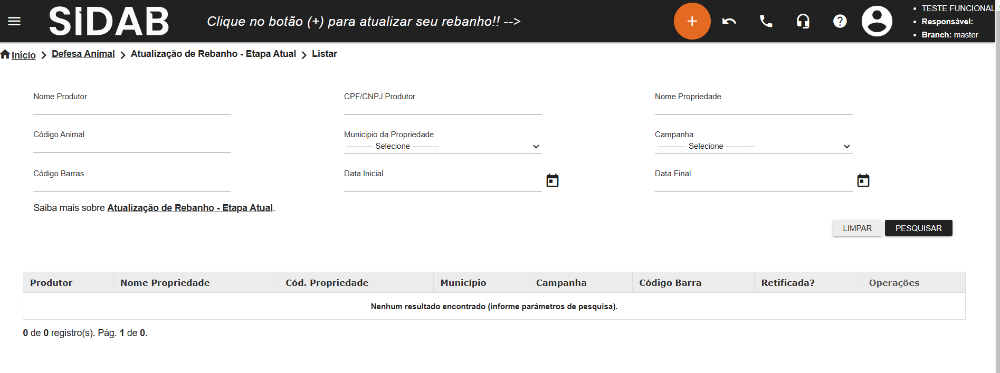 SIDAB
Clique no botão (+) para atualizar seu rebanho!! -->
TESTE FUNCIONAL
Responsável:
Branch: master
Início > Defesa Animal > Atualização de Rebanho - Etapa Atual > Listar
Nome Produtor
CPF/CNPJ Produtor
Nome Propriedade
Código Animal
Municipio da Propriedade
---------- Selecione ----------
Campanha
----------- Selecione -----------
Código Barras
Data Inicial
Data Final
Saiba mais sobre Atualização de Rebanho - Etapa Atual.
LIMPAR PESQUISAR
Produtor Nome Propriedade Cód. Propriedade Município Campanha Código Barra Retificada? Operações
Nenhum resultado encontrado (informe parâmetros de pesquisa).
0 de 0 registro(s). Pág. 1 de 0.